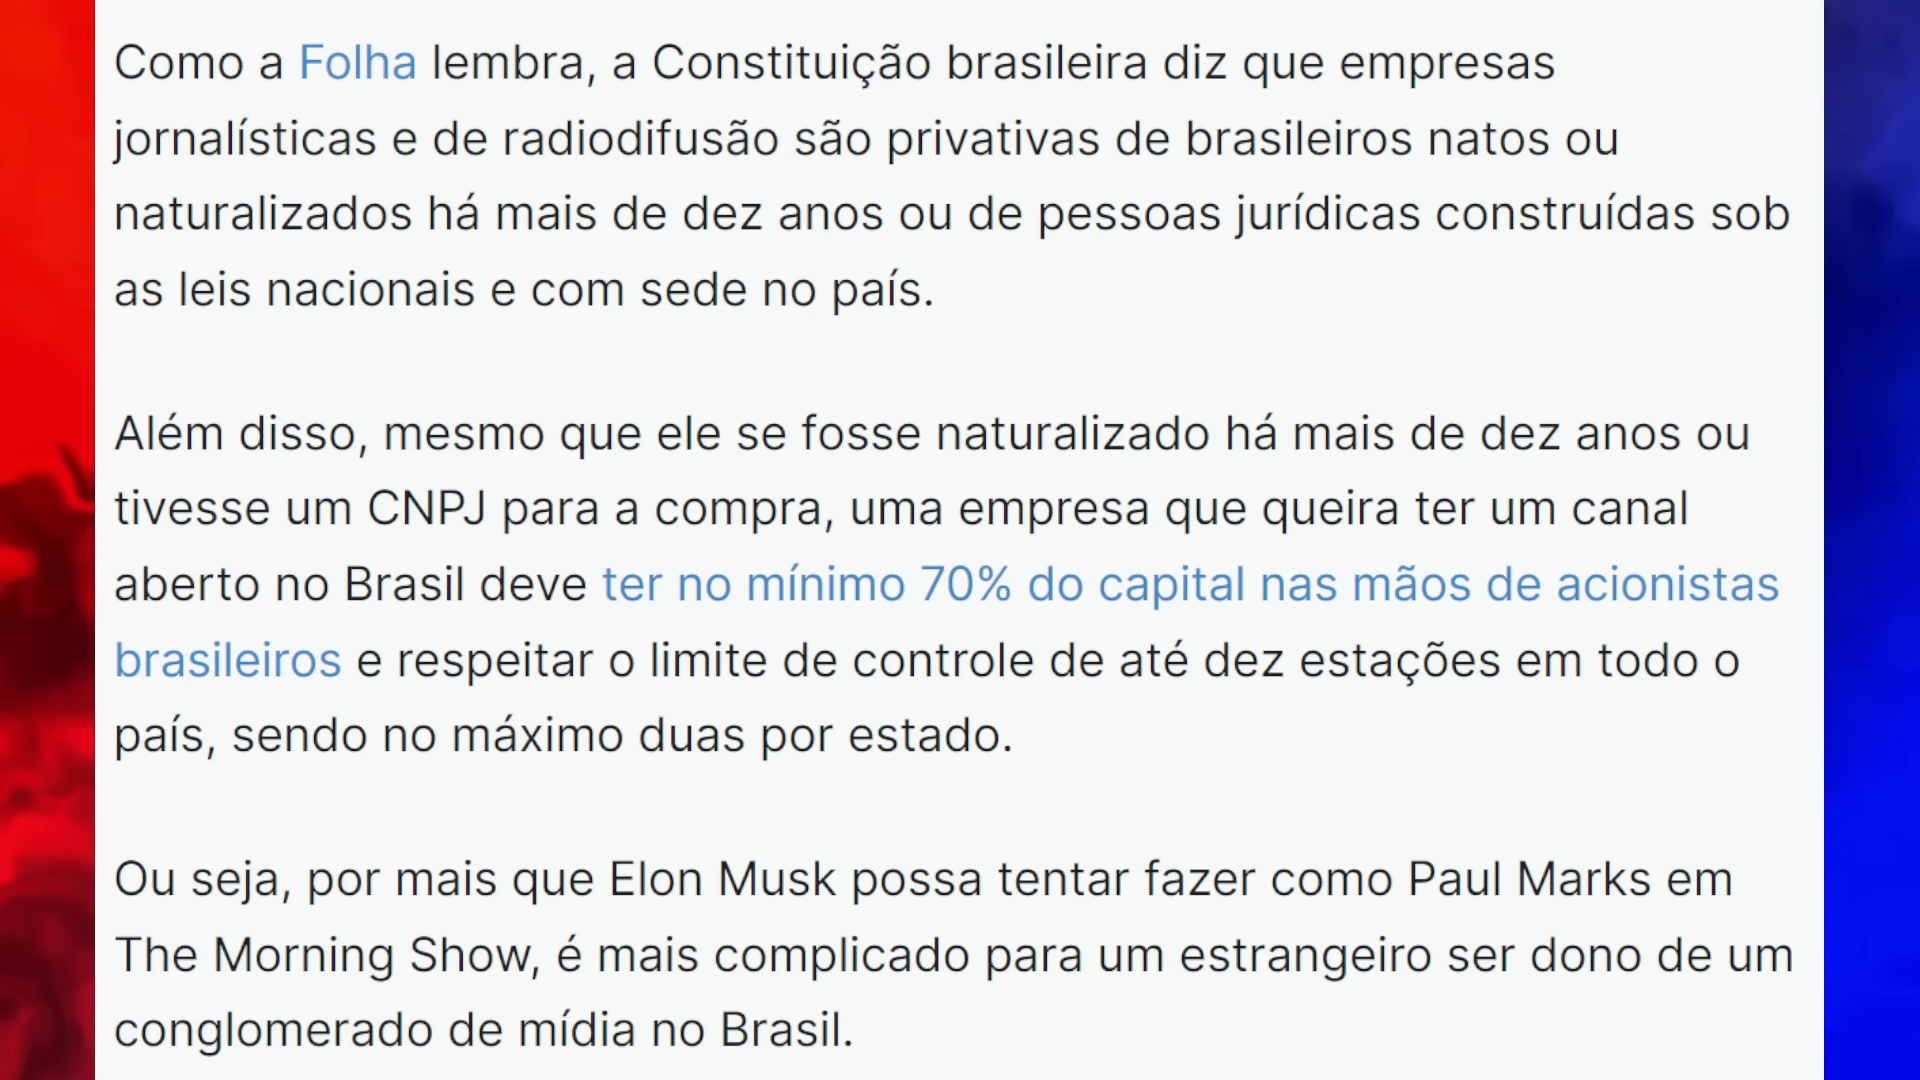 Como a Folha lembra, a Constituição brasileira diz que empresas
jornalísticas e de radiodifusão são privativas de brasileiros natos ou
naturalizados há mais de dez anos ou de pessoas jurídicas construídas sob
as leis nacionais e com sede no país.
Além disso, mesmo que ele se fosse naturalizado há mais de dez anos ou
tivesse um CNPJ para a compra, uma empresa que queira ter um canal
aberto no Brasil deve ter no mínimo 70% do capital nas mãos de acionistas
brasileiros e respeitar o limite de controle de até dez estações em todo o
país, sendo no máximo duas por estado.
Ou seja, por mais que Elon Musk possa tentar fazer como Paul Marks em
The Morning Show, é mais complicado para um estrangeiro ser dono de um
conglomerado de mídia no Brasil.